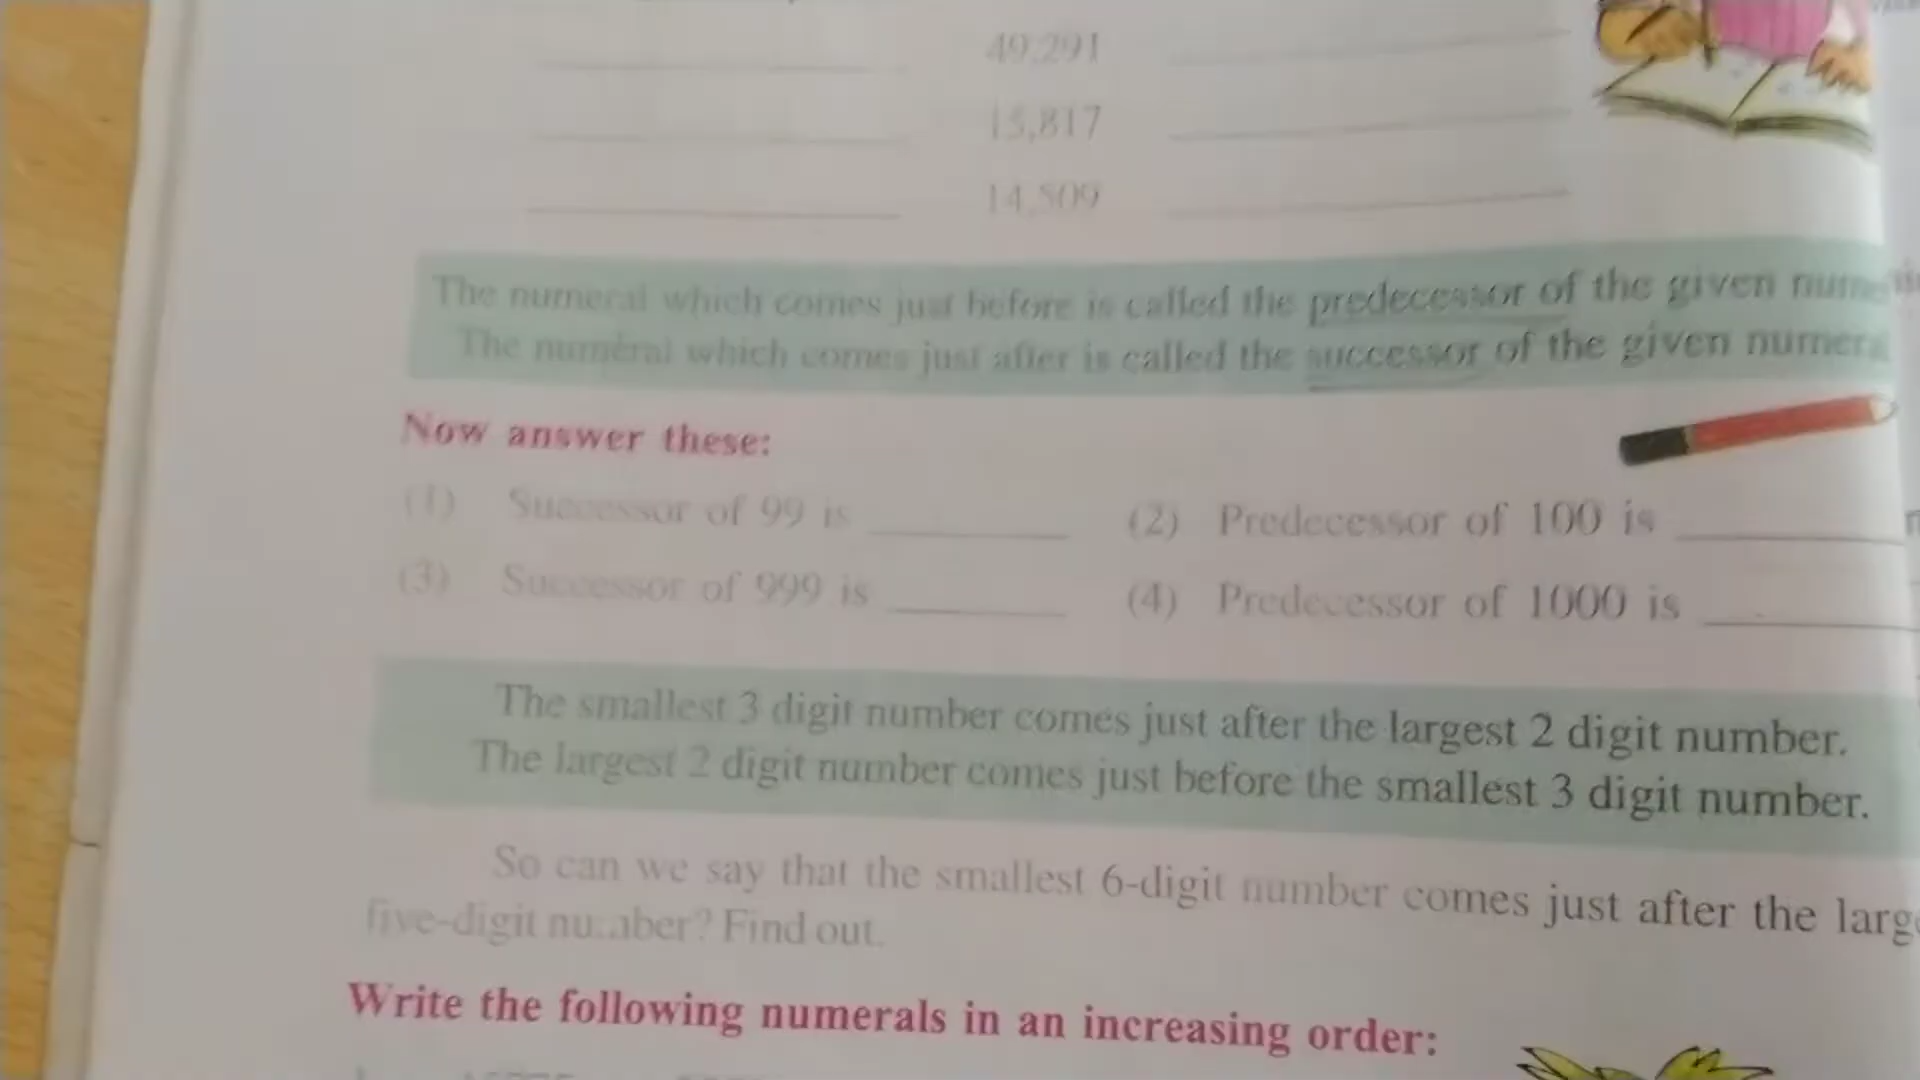 49,291
15,817
14,509
The numeral which comes just before is called the predecessor of the given
The numeral which comes just after is called the successor of the given
Now answer these:
(1) Successor of 99 is ________ (2) Predecessor of 100 is ________
(3) Successor of 999 is ________ (4) Predecessor of 1000 is ________
The smallest 3 digit number comes just after the largest 2 digit number.
The largest 2 digit number comes just before the smallest 3 digit number.
So can we say that the smallest 6-digit number comes just after the
five-digit number? Find out.
Write the following numerals in an increasing order: